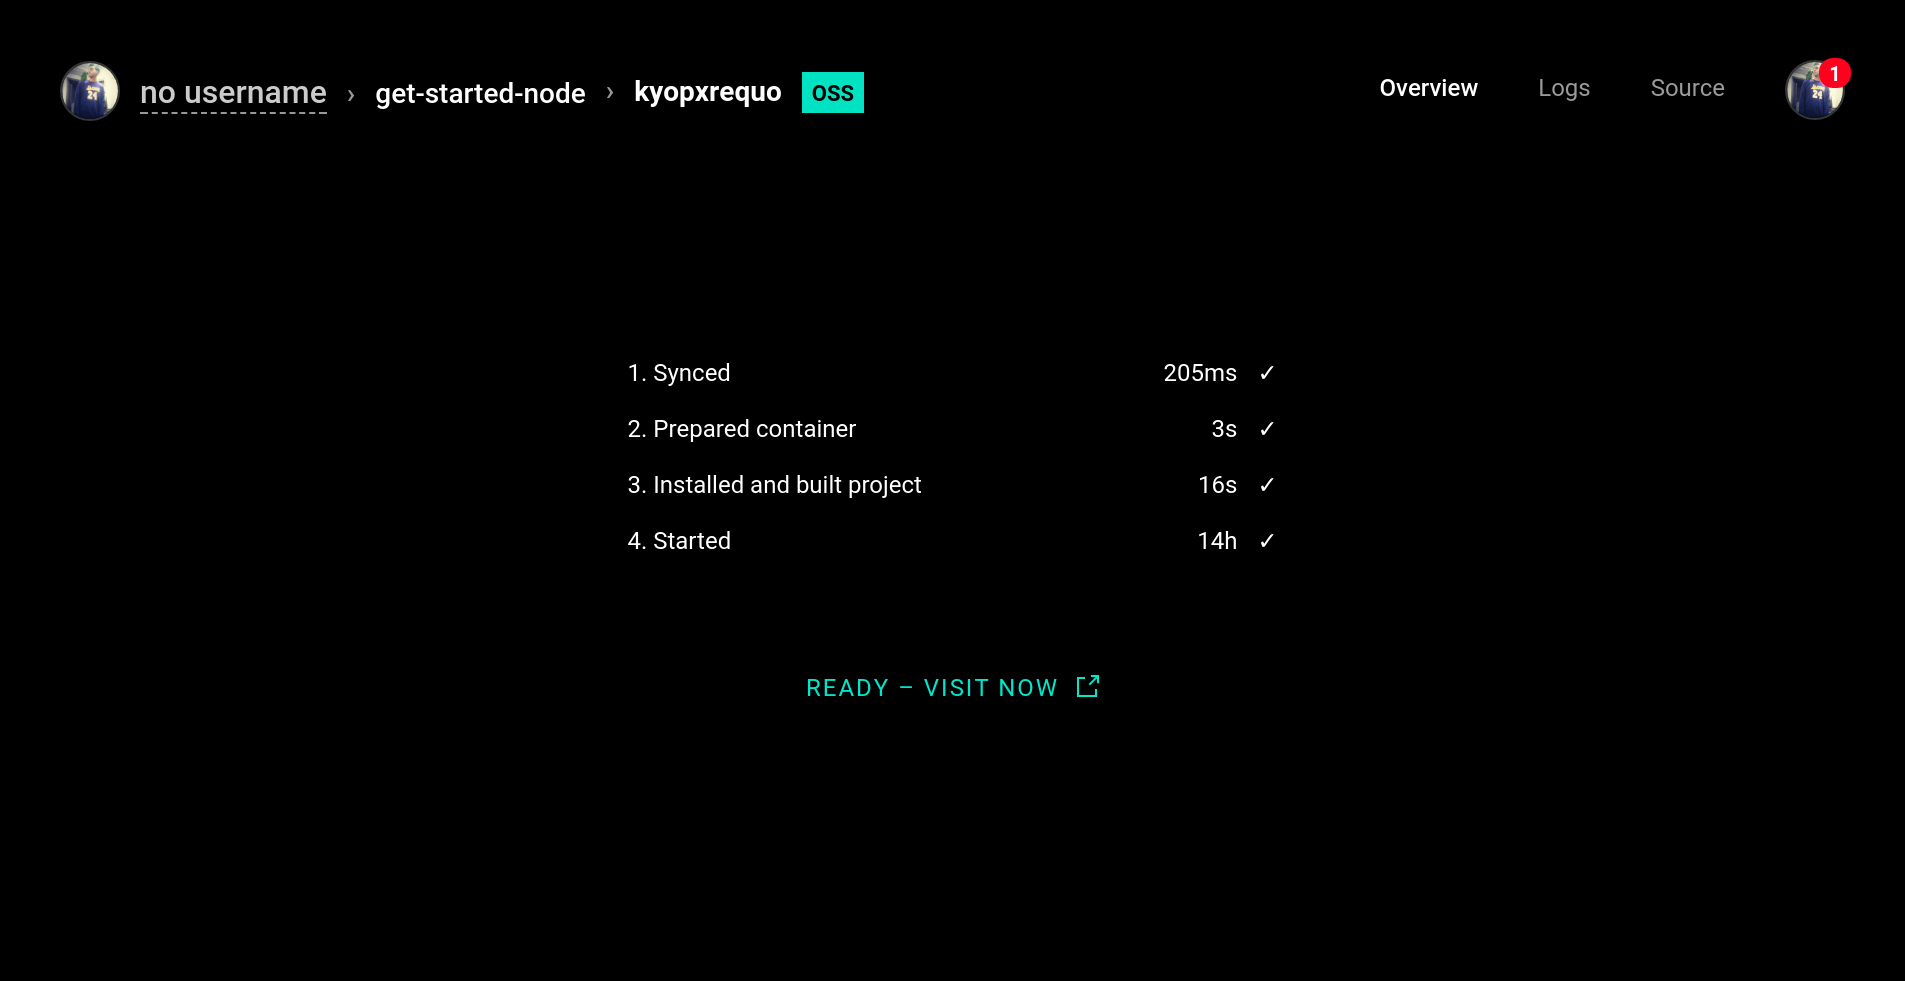 no username › get-started-node › kyopxrequo OSS
Overview Logs Source 1
1. Synced 205ms ✓
2. Prepared container 3s ✓
3. Installed and built project 16s ✓
4. Started 14h ✓
READY – VISIT NOW